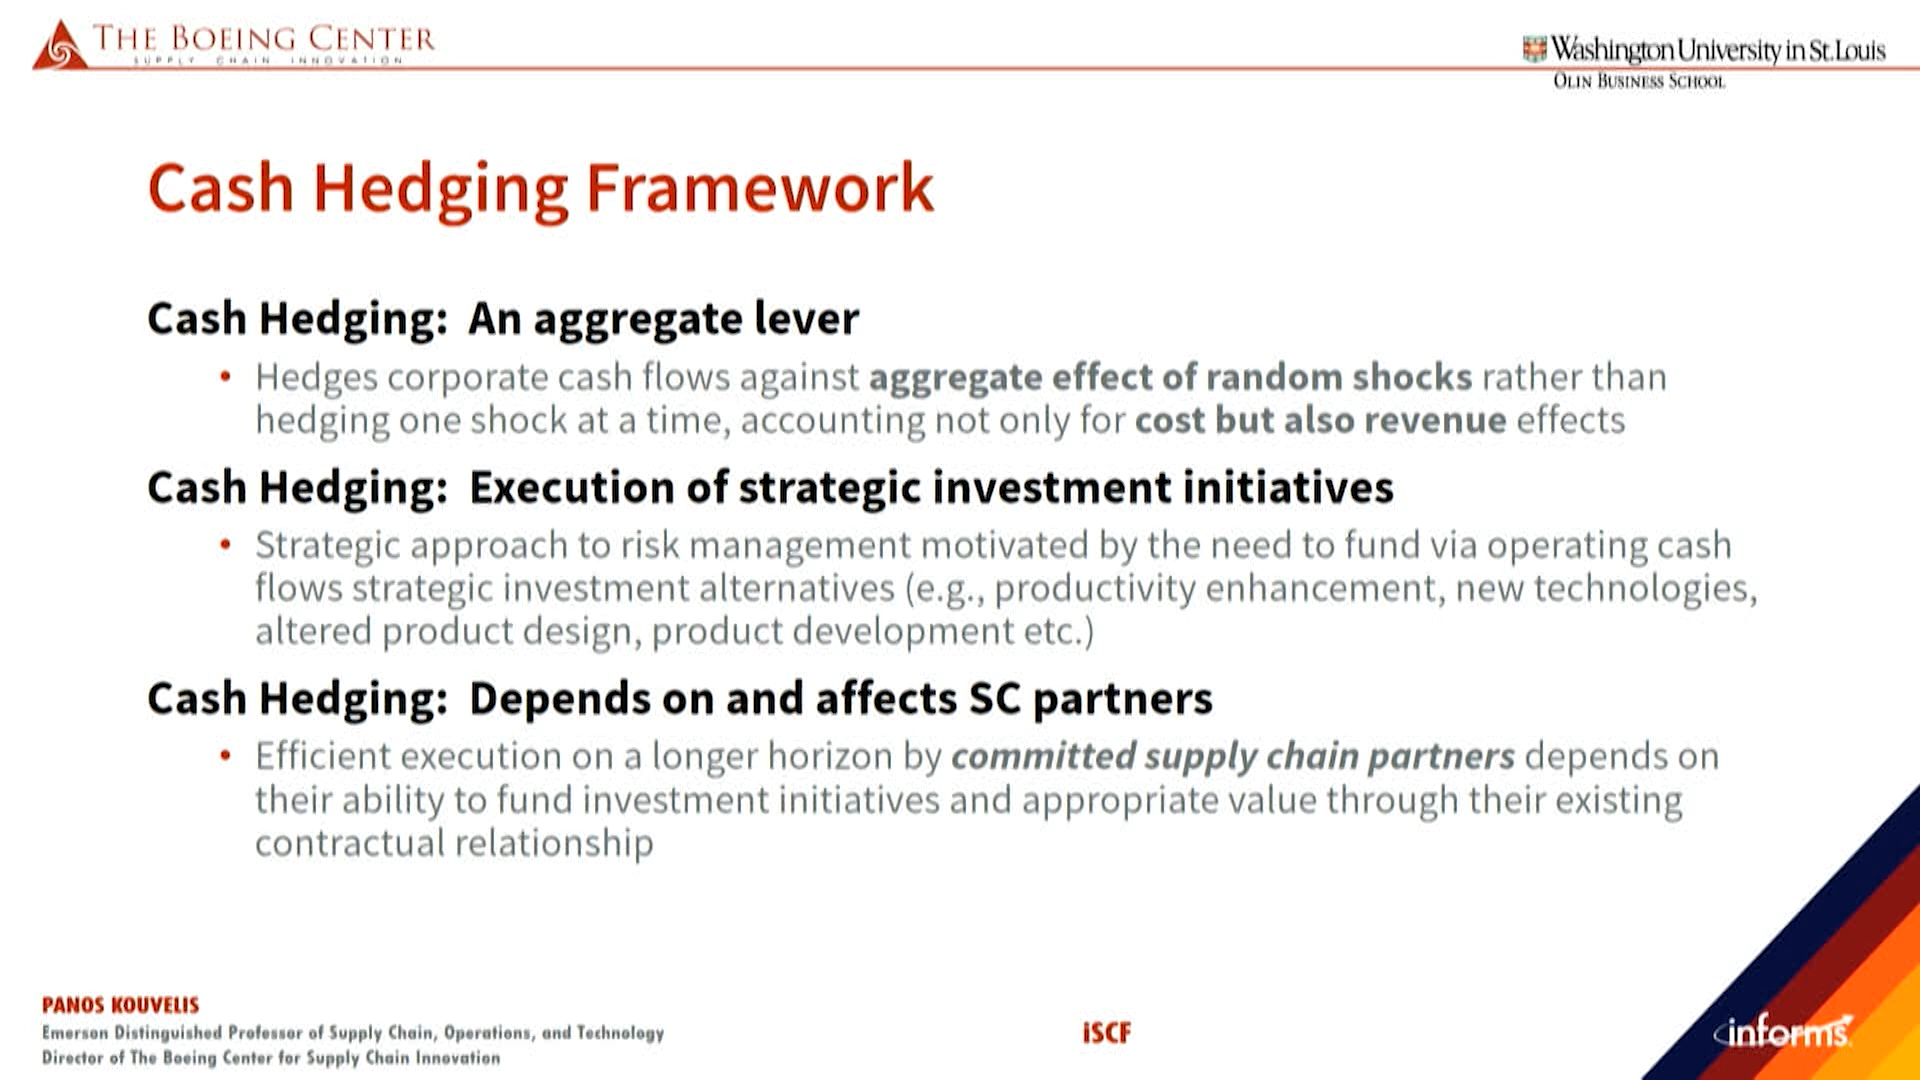 THE BOEING CENTER
SUPPLY CHAIN INNOVATION
Washington University in St. Louis
OLIN BUSINESS SCHOOL
Cash Hedging Framework
Cash Hedging: An aggregate lever
• Hedges corporate cash flows against aggregate effect of random shocks rather than
hedging one shock at a time, accounting not only for cost but also revenue effects
Cash Hedging: Execution of strategic investment initiatives
• Strategic approach to risk management motivated by the need to fund via operating cash
flows strategic investment alternatives (e.g., productivity enhancement, new technologies,
altered product design, product development etc.)
Cash Hedging: Depends on and affects SC partners
• Efficient execution on a longer horizon by committed supply chain partners depends on
their ability to fund investment initiatives and appropriate value through their existing
contractual relationship
PANOS KOUVELIS
Emerson Distinguished Professor of Supply Chain, Operations, and Technology
Director of The Boeing Center for Supply Chain Innovation
iSCF
informs